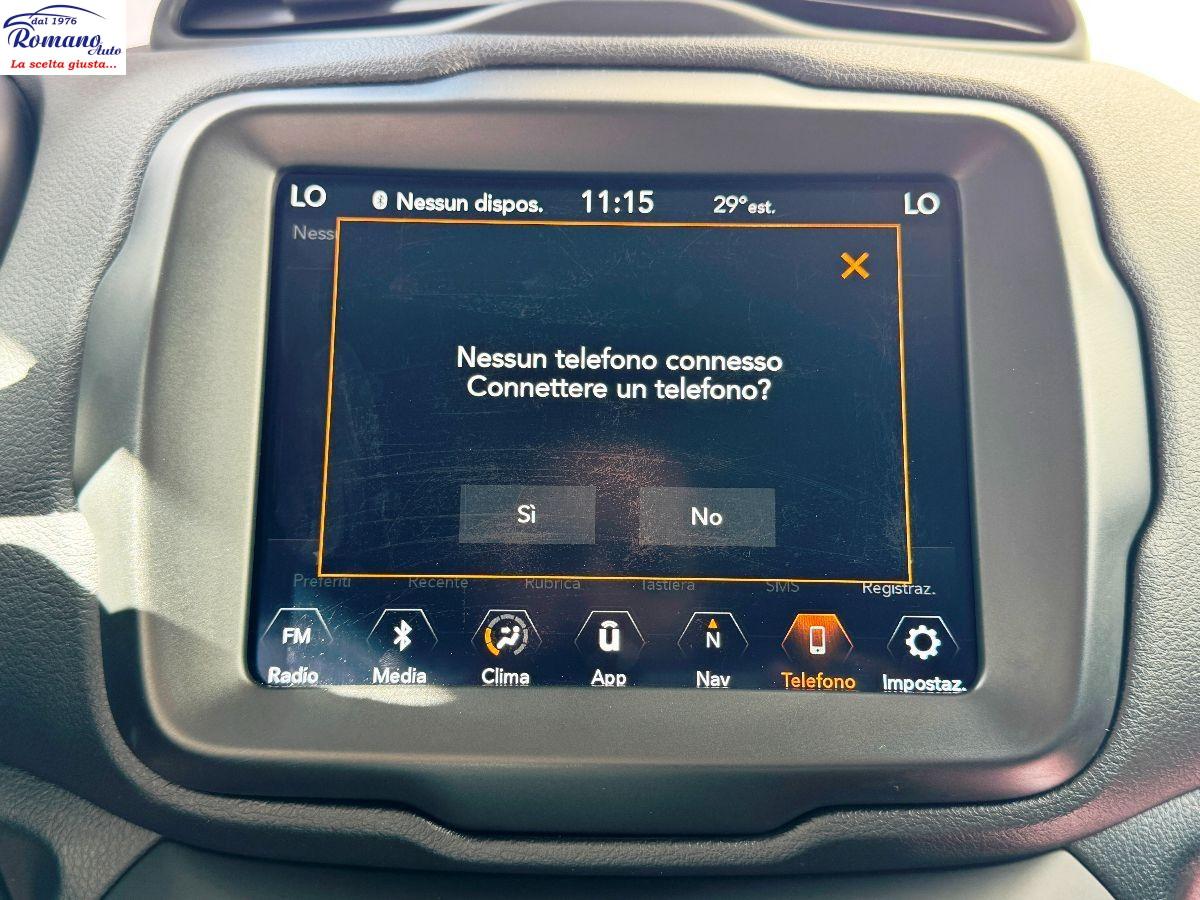 dal 1976
Romano
Auto
La scelta giusta...
LO Nessun dispos. 11:15 29° est. LO
Ness
Nessun telefono connesso
Connettere un telefono?
Sì No
Preferiti Recente Rubrica Tastiera SMS Registraz.
FM N
Radio Media Clima App Nav Telefono Impostaz.